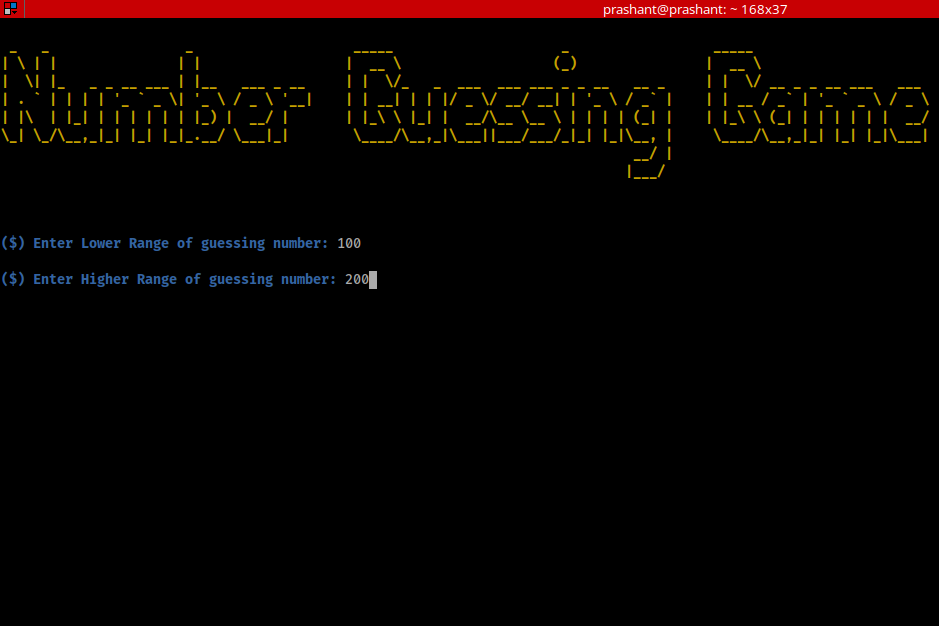 prashant@prashant: ~ 168x37
Number Guessing Game
($) Enter Lower Range of guessing number: 100
($) Enter Higher Range of guessing number: 200